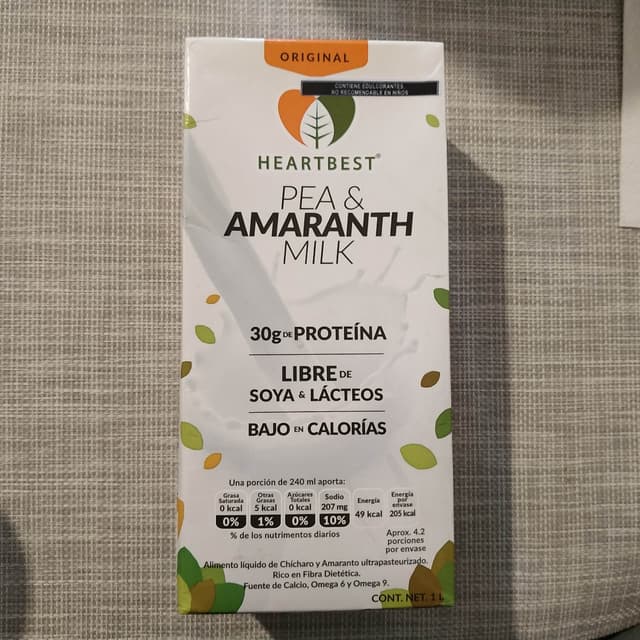 ORIGINAL
CONTIENE EDULCORANTES,
NO RECOMENDABLE EN NIÑOS
HEARTBEST®
PEA &
AMARANTH
MILK
30g DE PROTEÍNA
LIBRE DE
SOYA & LÁCTEOS
BAJO EN CALORÍAS
Una porción de 240 ml aporta:
Grasa Saturada 0 kcal 0%
Otras Grasas 5 kcal 1%
Azúcares Totales 0 kcal 0%
Sodio 207 mg 10%
Energía 49 kcal
Energía por envase 205 kcal
% de los nutrimentos diarios
Aprox. 4.2
porciones
por envase
Alimento líquido de Chícharo y Amaranto ultrapasteurizado.
Rico en Fibra Dietética.
Fuente de Calcio, Omega 6 y Omega 9.
CONT. NET. 1 L